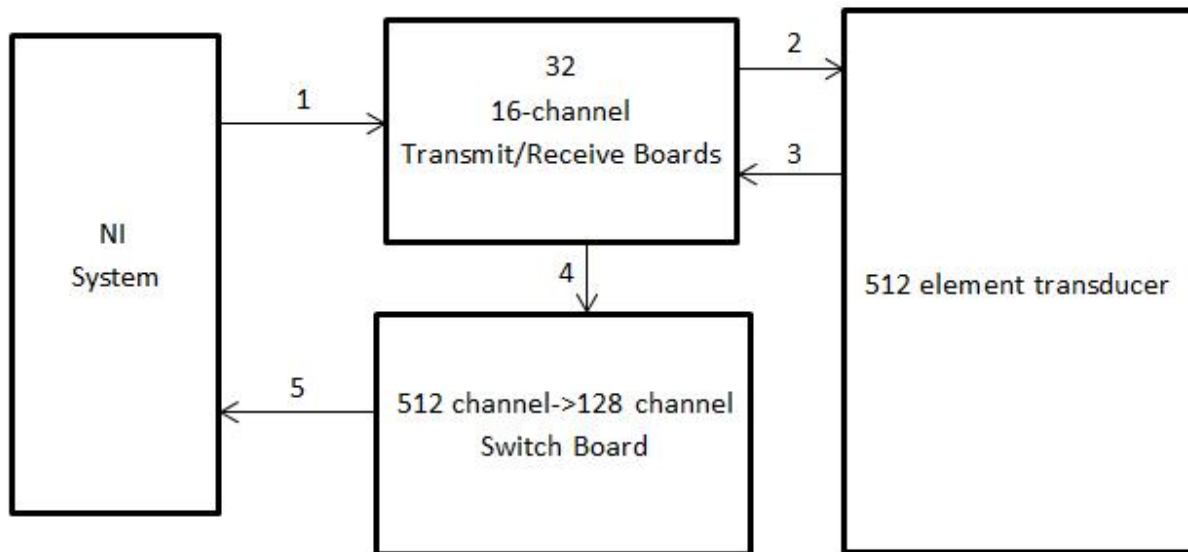 NI
System
1
32
16-channel
Transmit/Receive Boards
2
3
512 element transducer
4
512 channel->128 channel
Switch Board
5